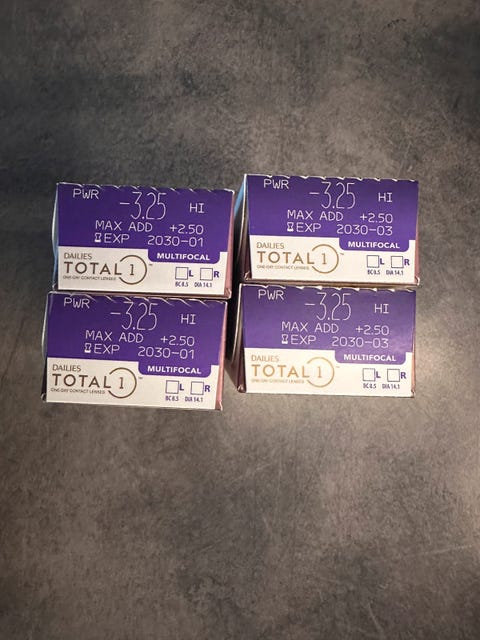 PWR -3.25 HI
MAX ADD +2.50
EXP 2030-01
MULTIFOCAL
DAILIES
TOTAL 1™
ONE-DAY CONTACT LENSES
L R
BC 8.5 DIA 14.1
PWR -3.25 HI
MAX ADD +2.50
EXP 2030-03
MULTIFOCAL
DAILIES
TOTAL 1™
ONE-DAY CONTACT LENSES
L R
BC 8.5 DIA 14.1
PWR -3.25 HI
MAX ADD +2.50
EXP 2030-01
MULTIFOCAL
DAILIES
TOTAL 1™
ONE-DAY CONTACT LENSES
L R
BC 8.5 DIA 14.1
PWR -3.25 HI
MAX ADD +2.50
EXP 2030-03
MULTIFOCAL
DAILIES
TOTAL 1™
ONE-DAY CONTACT LENSES
L R
BC 8.5 DIA 14.1